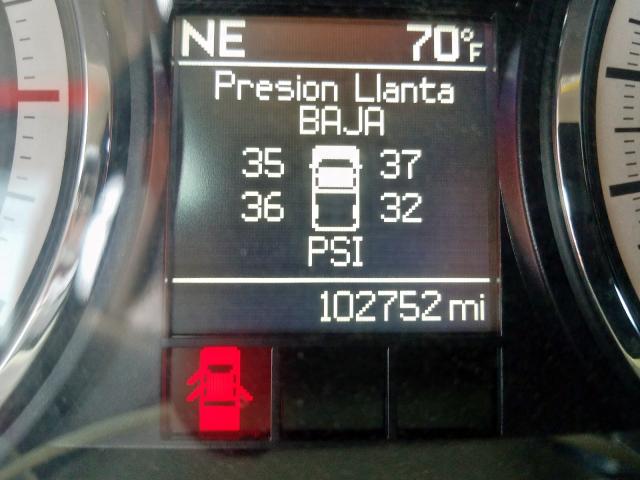 NE 70°F
Presion Llanta
BAJA
35 37
36 32
PSI
102752 mi